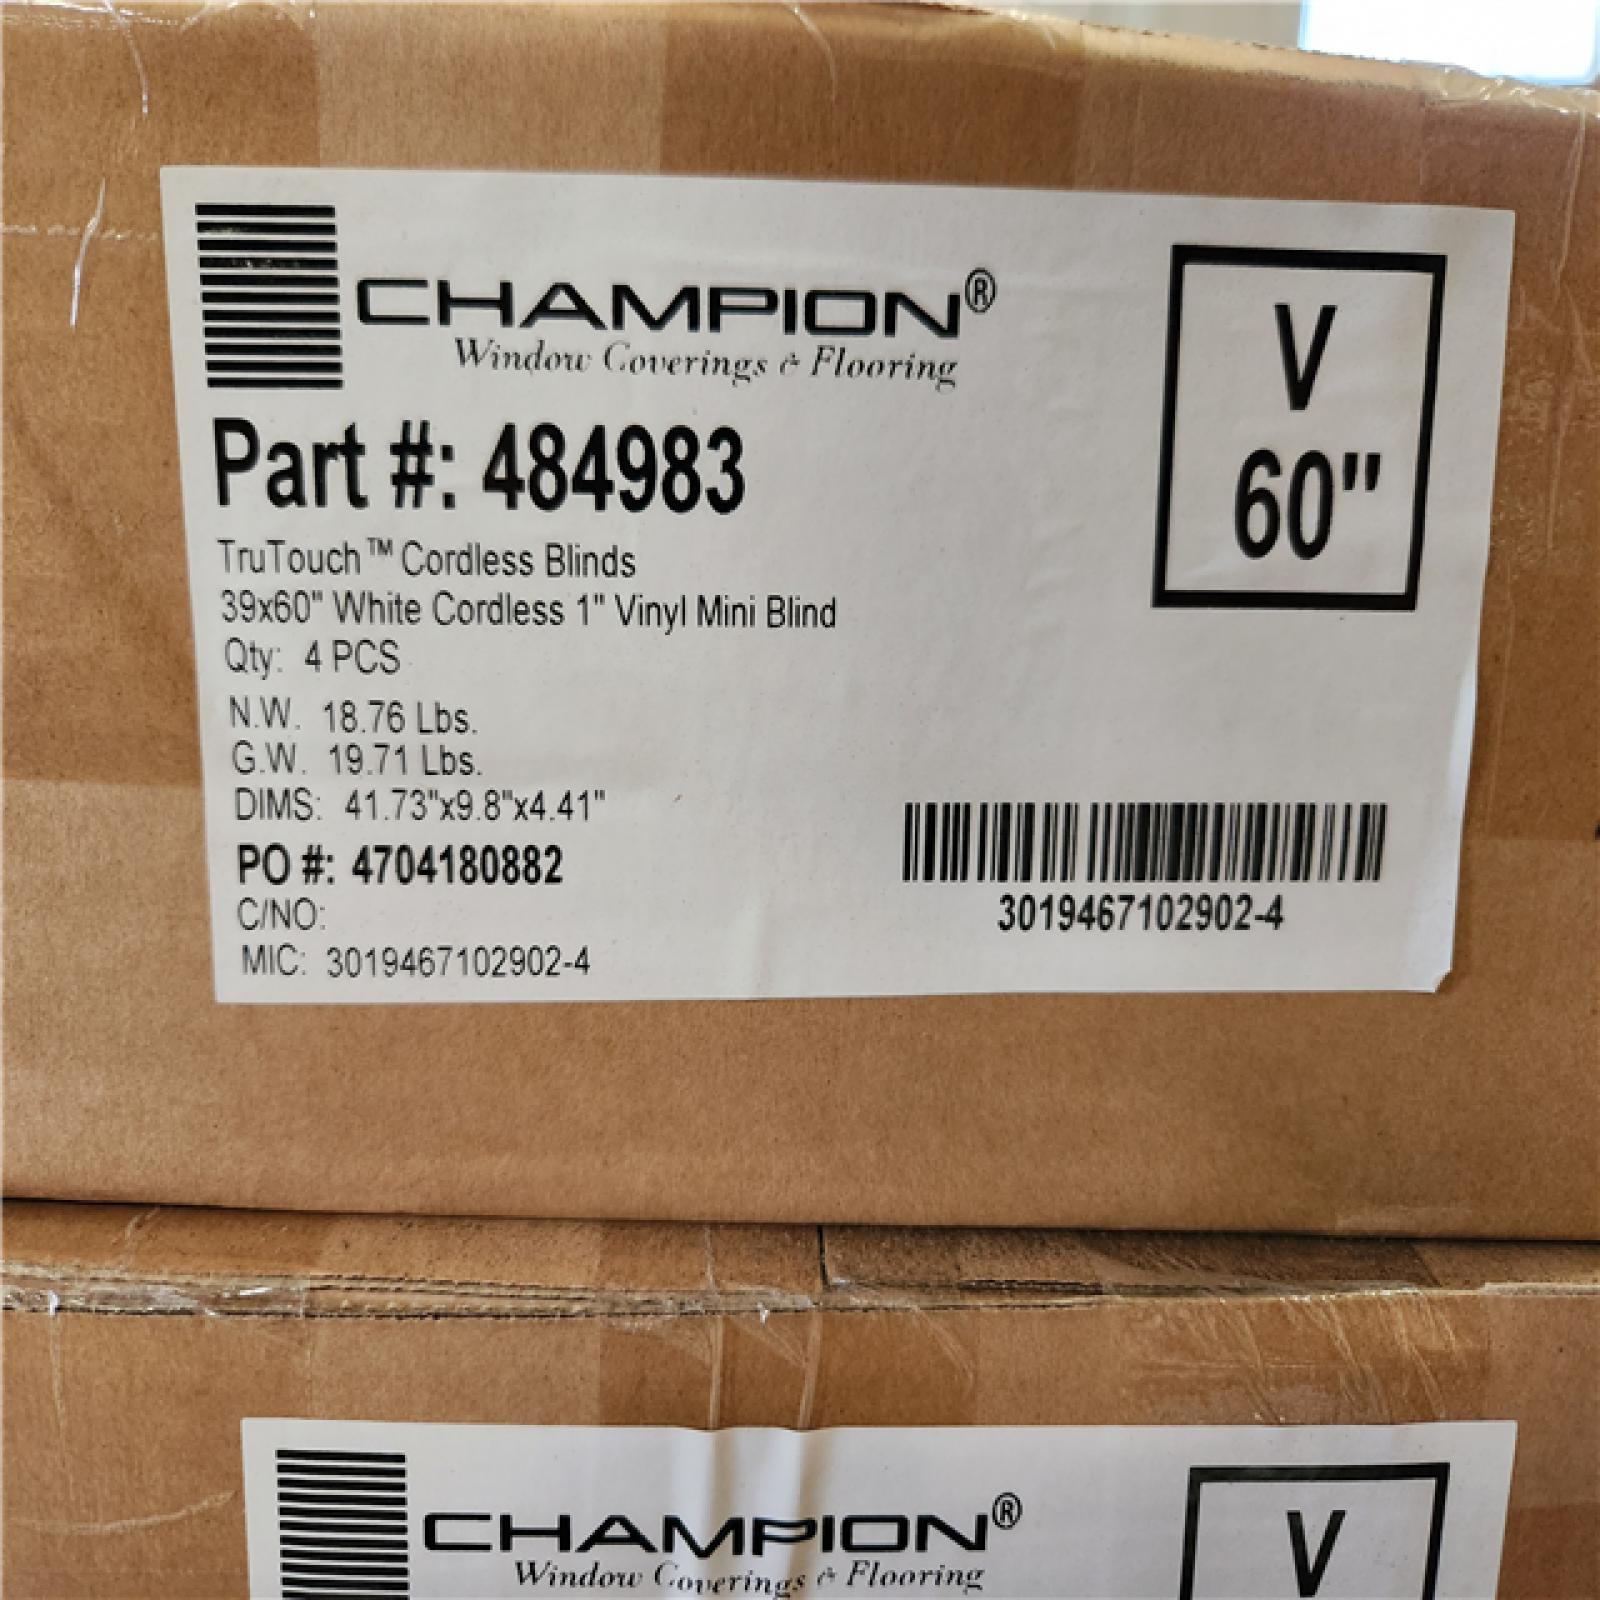 CHAMPION®
Window Coverings & Flooring
V
60"
Part #: 484983
TruTouch™ Cordless Blinds
39x60" White Cordless 1" Vinyl Mini Blind
Qty: 4 PCS
N.W. 18.76 Lbs.
G.W. 19.71 Lbs.
DIMS: 41.73"x9.8"x4.41"
PO #: 4704180882
C/NO:
MIC: 3019467102902-4
3019467102902-4
CHAMPION®
Window Coverings & Flooring
V